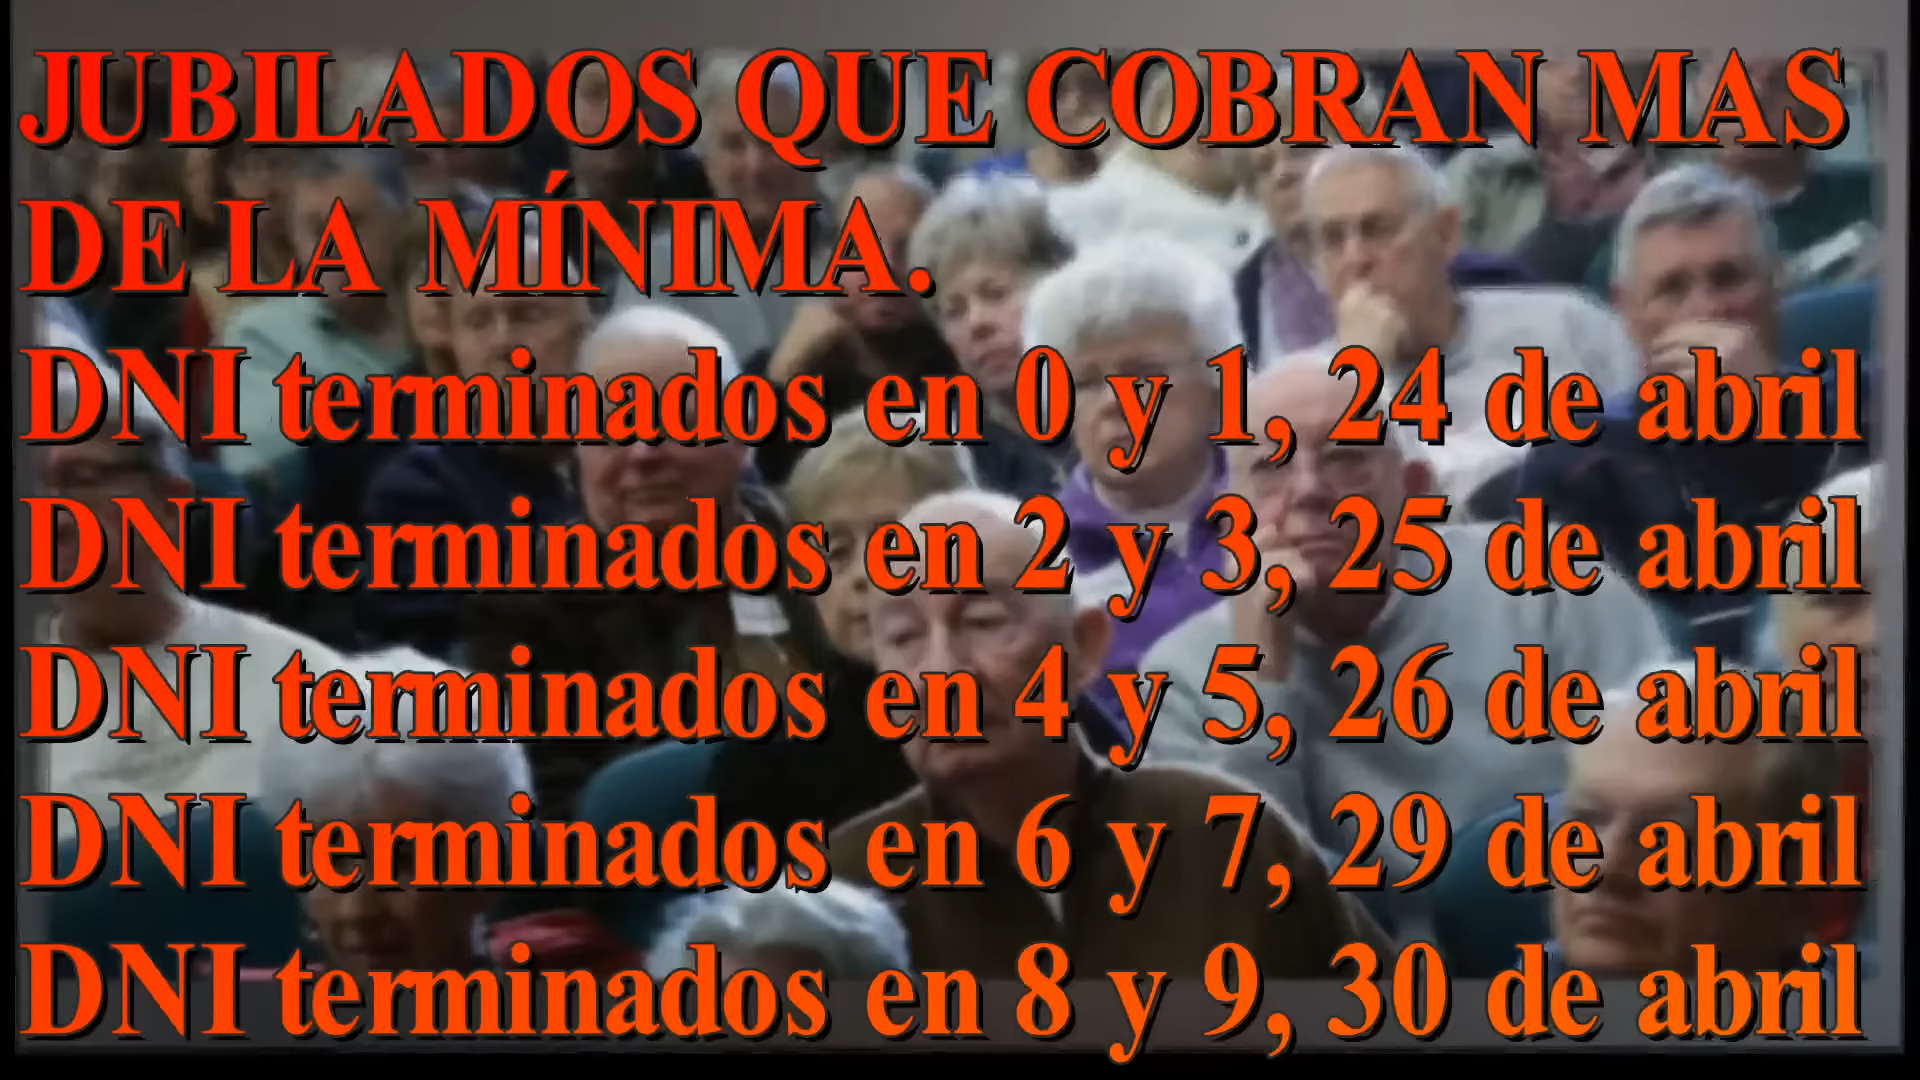 JUBILADOS QUE COBRAN MAS
DE LA MÍNIMA.
DNI terminados en 0 y 1, 24 de abril
DNI terminados en 2 y 3, 25 de abril
DNI terminados en 4 y 5, 26 de abril
DNI terminados en 6 y 7, 29 de abril
DNI terminados en 8 y 9, 30 de abril